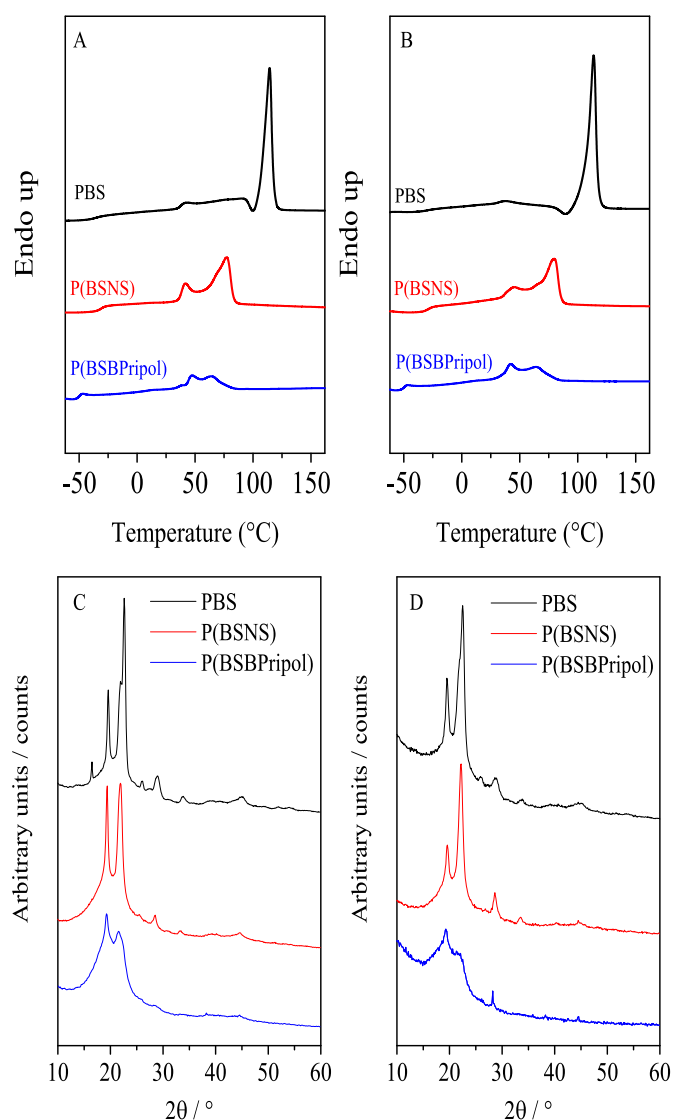 A
Endo up
PBS
P(BSNS)
P(BSBPripol)
-50 0 50 100 150
Temperature (°C)
B
Endo up
PBS
P(BSNS)
P(BSBPripol)
-50 0 50 100 150
Temperature (°C)
C
PBS
P(BSNS)
P(BSBPripol)
Arbitrary units / counts
10 20 30 40 50 60
2θ / °
D
PBS
P(BSNS)
P(BSBPripol)
Arbitrary units / counts
10 20 30 40 50 60
2θ / °